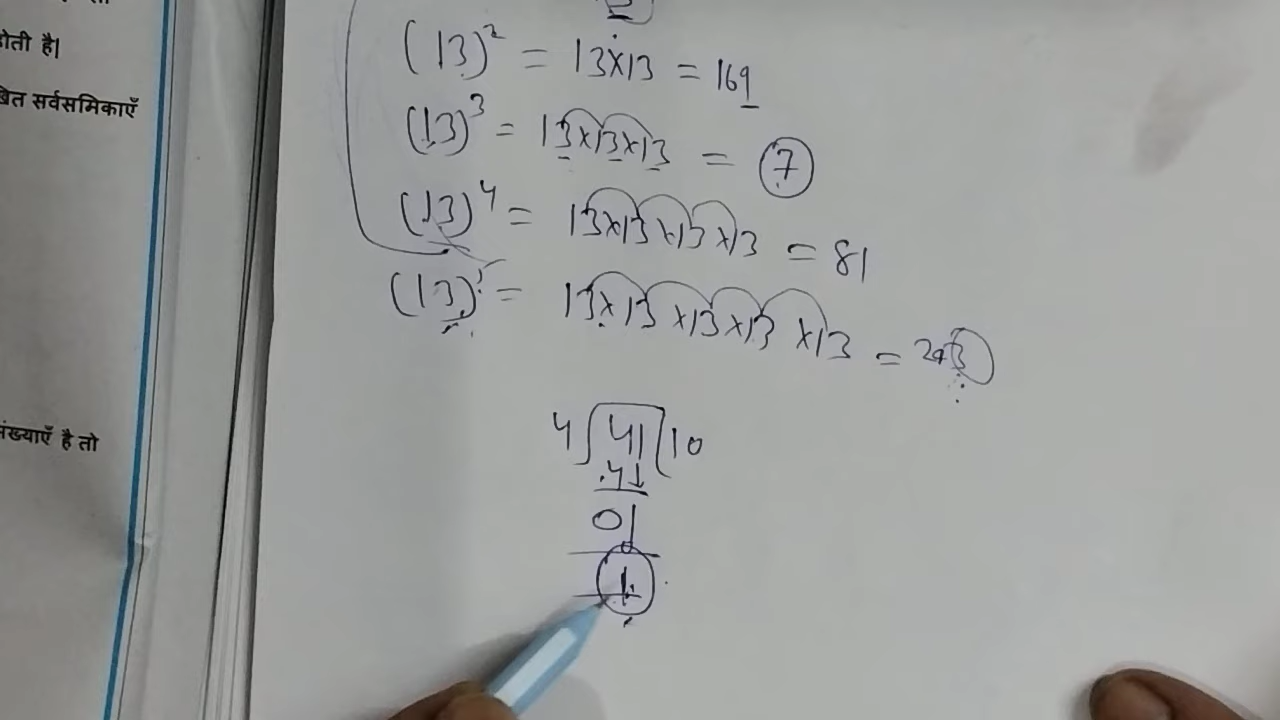 होती है।
(13)² = 13×13 = 169
सर्वसमिकाएँ
(13)³ = 13×13×13 = 7
(13)⁴ = 13×13×13×13 = 81
(13)⁵ = 13×13×13×13×13 = 243
4 41 10
4↓
संख्याएँ है तो
01
0
1